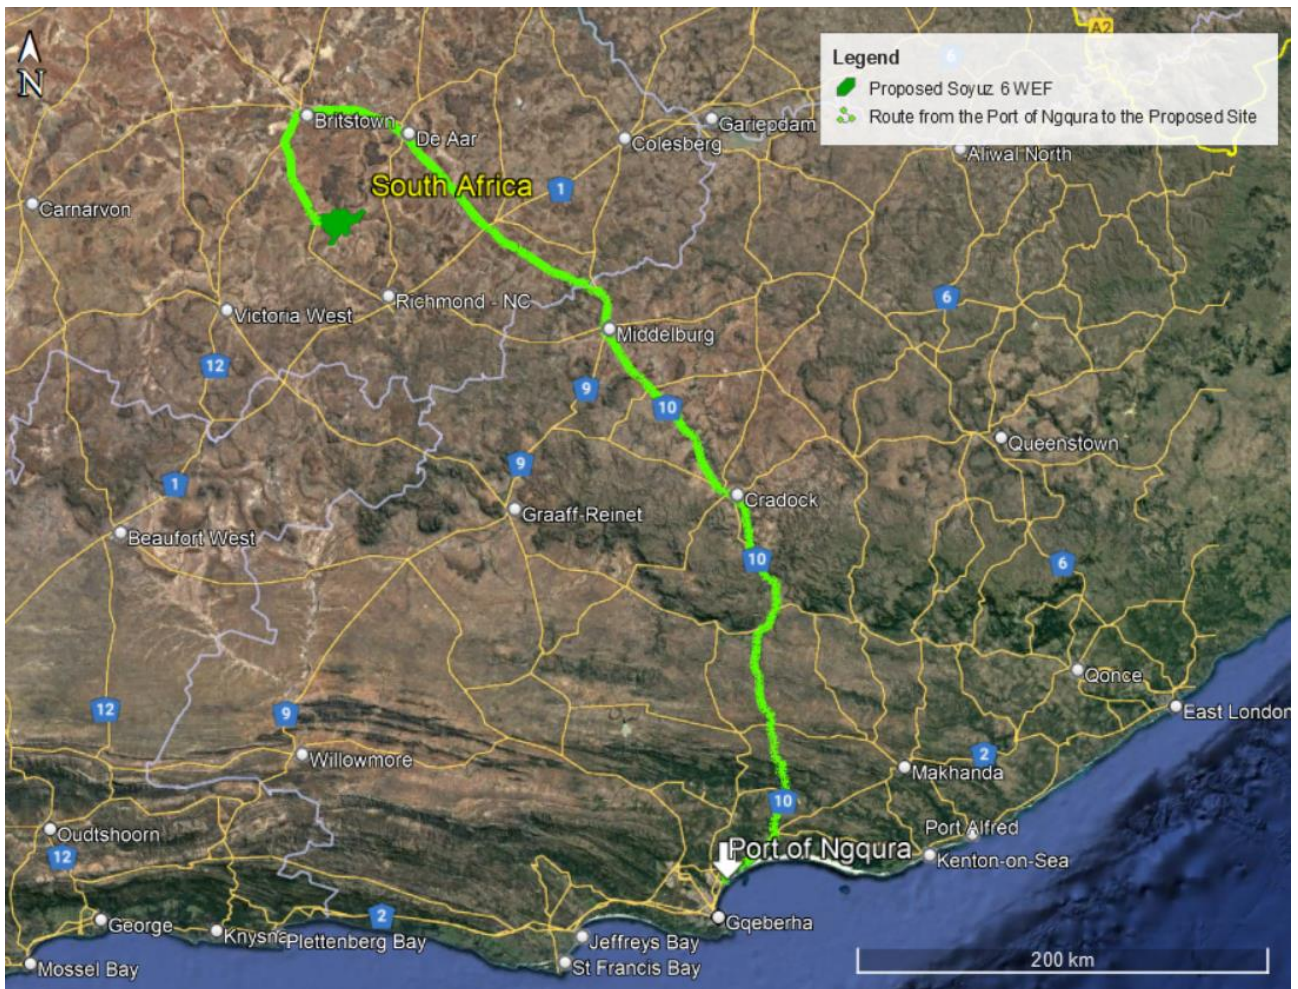 A2
N
Legend
Proposed Soyuz 6 WEF
Route from the Port of Ngqura to the Proposed Site
6
Britstown
De Aar
Colesberg
Gariepdam
Aliwal North
South Africa
1
Carnarvon
Richmond - NC
Victoria West
6
Middelburg
12
9
10
Queenstown
9
1
Cradock
Graaff-Reinet
Beaufort West
10
6
Qonce
12
9
East London
Willowmore
2
Makhanda
10
Oudtshoorn
12
Port of Ngqura
Port Alfred
Kenton-on-Sea
George
2
Gqeberha
Knysna
Plettenberg Bay
Jeffreys Bay
Mossel Bay
St Francis Bay
200 km